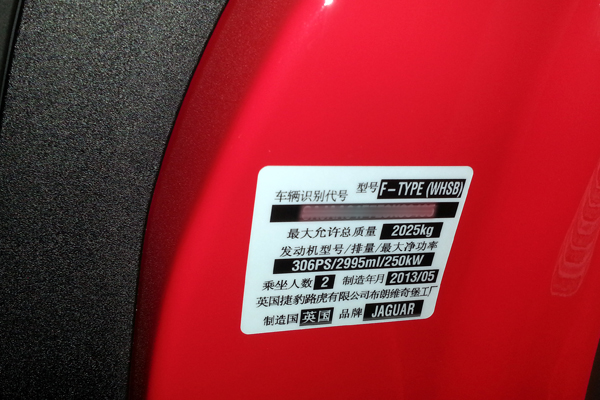 车辆识别代号 型号 F-TYPE (WHSB)
最大允许总质量 2025kg
发动机型号/排量/最大净功率
306PS/2995ml/250kW
乘坐人数 2 制造年月 2013/05
英国捷豹路虎有限公司布朗维奇堡工厂
制造国 英国 品牌 JAGUAR